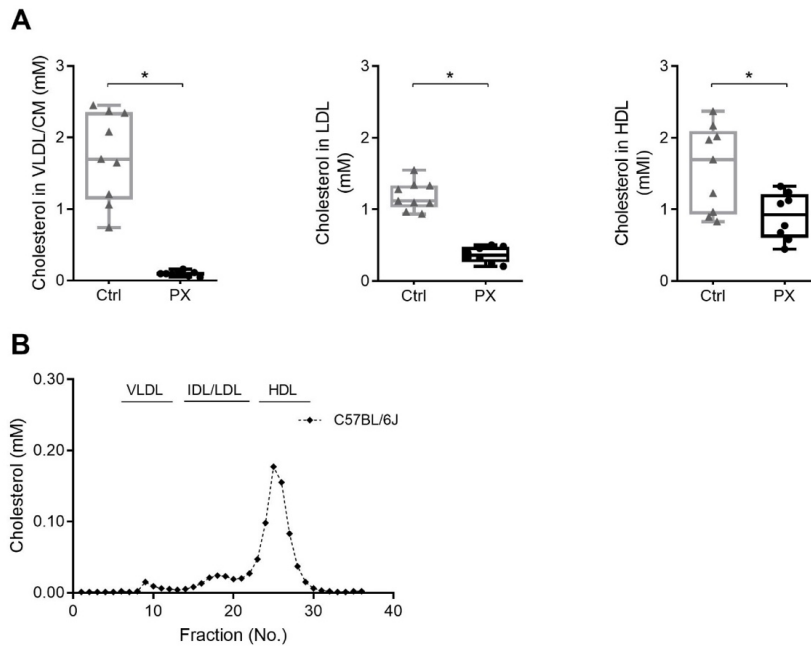 A
Cholesterol in VLDL/CM (mM)
3
2
1
0
*
Ctrl PX
Cholesterol in LDL
(mM)
3
2
1
0
*
Ctrl PX
Cholesterol in HDL
(mMl)
3
2
1
0
*
Ctrl PX
B
Cholesterol (mM)
0.30
0.20
0.10
0.00
VLDL IDL/LDL HDL
C57BL/6J
0 10 20 30 40
Fraction (No.)